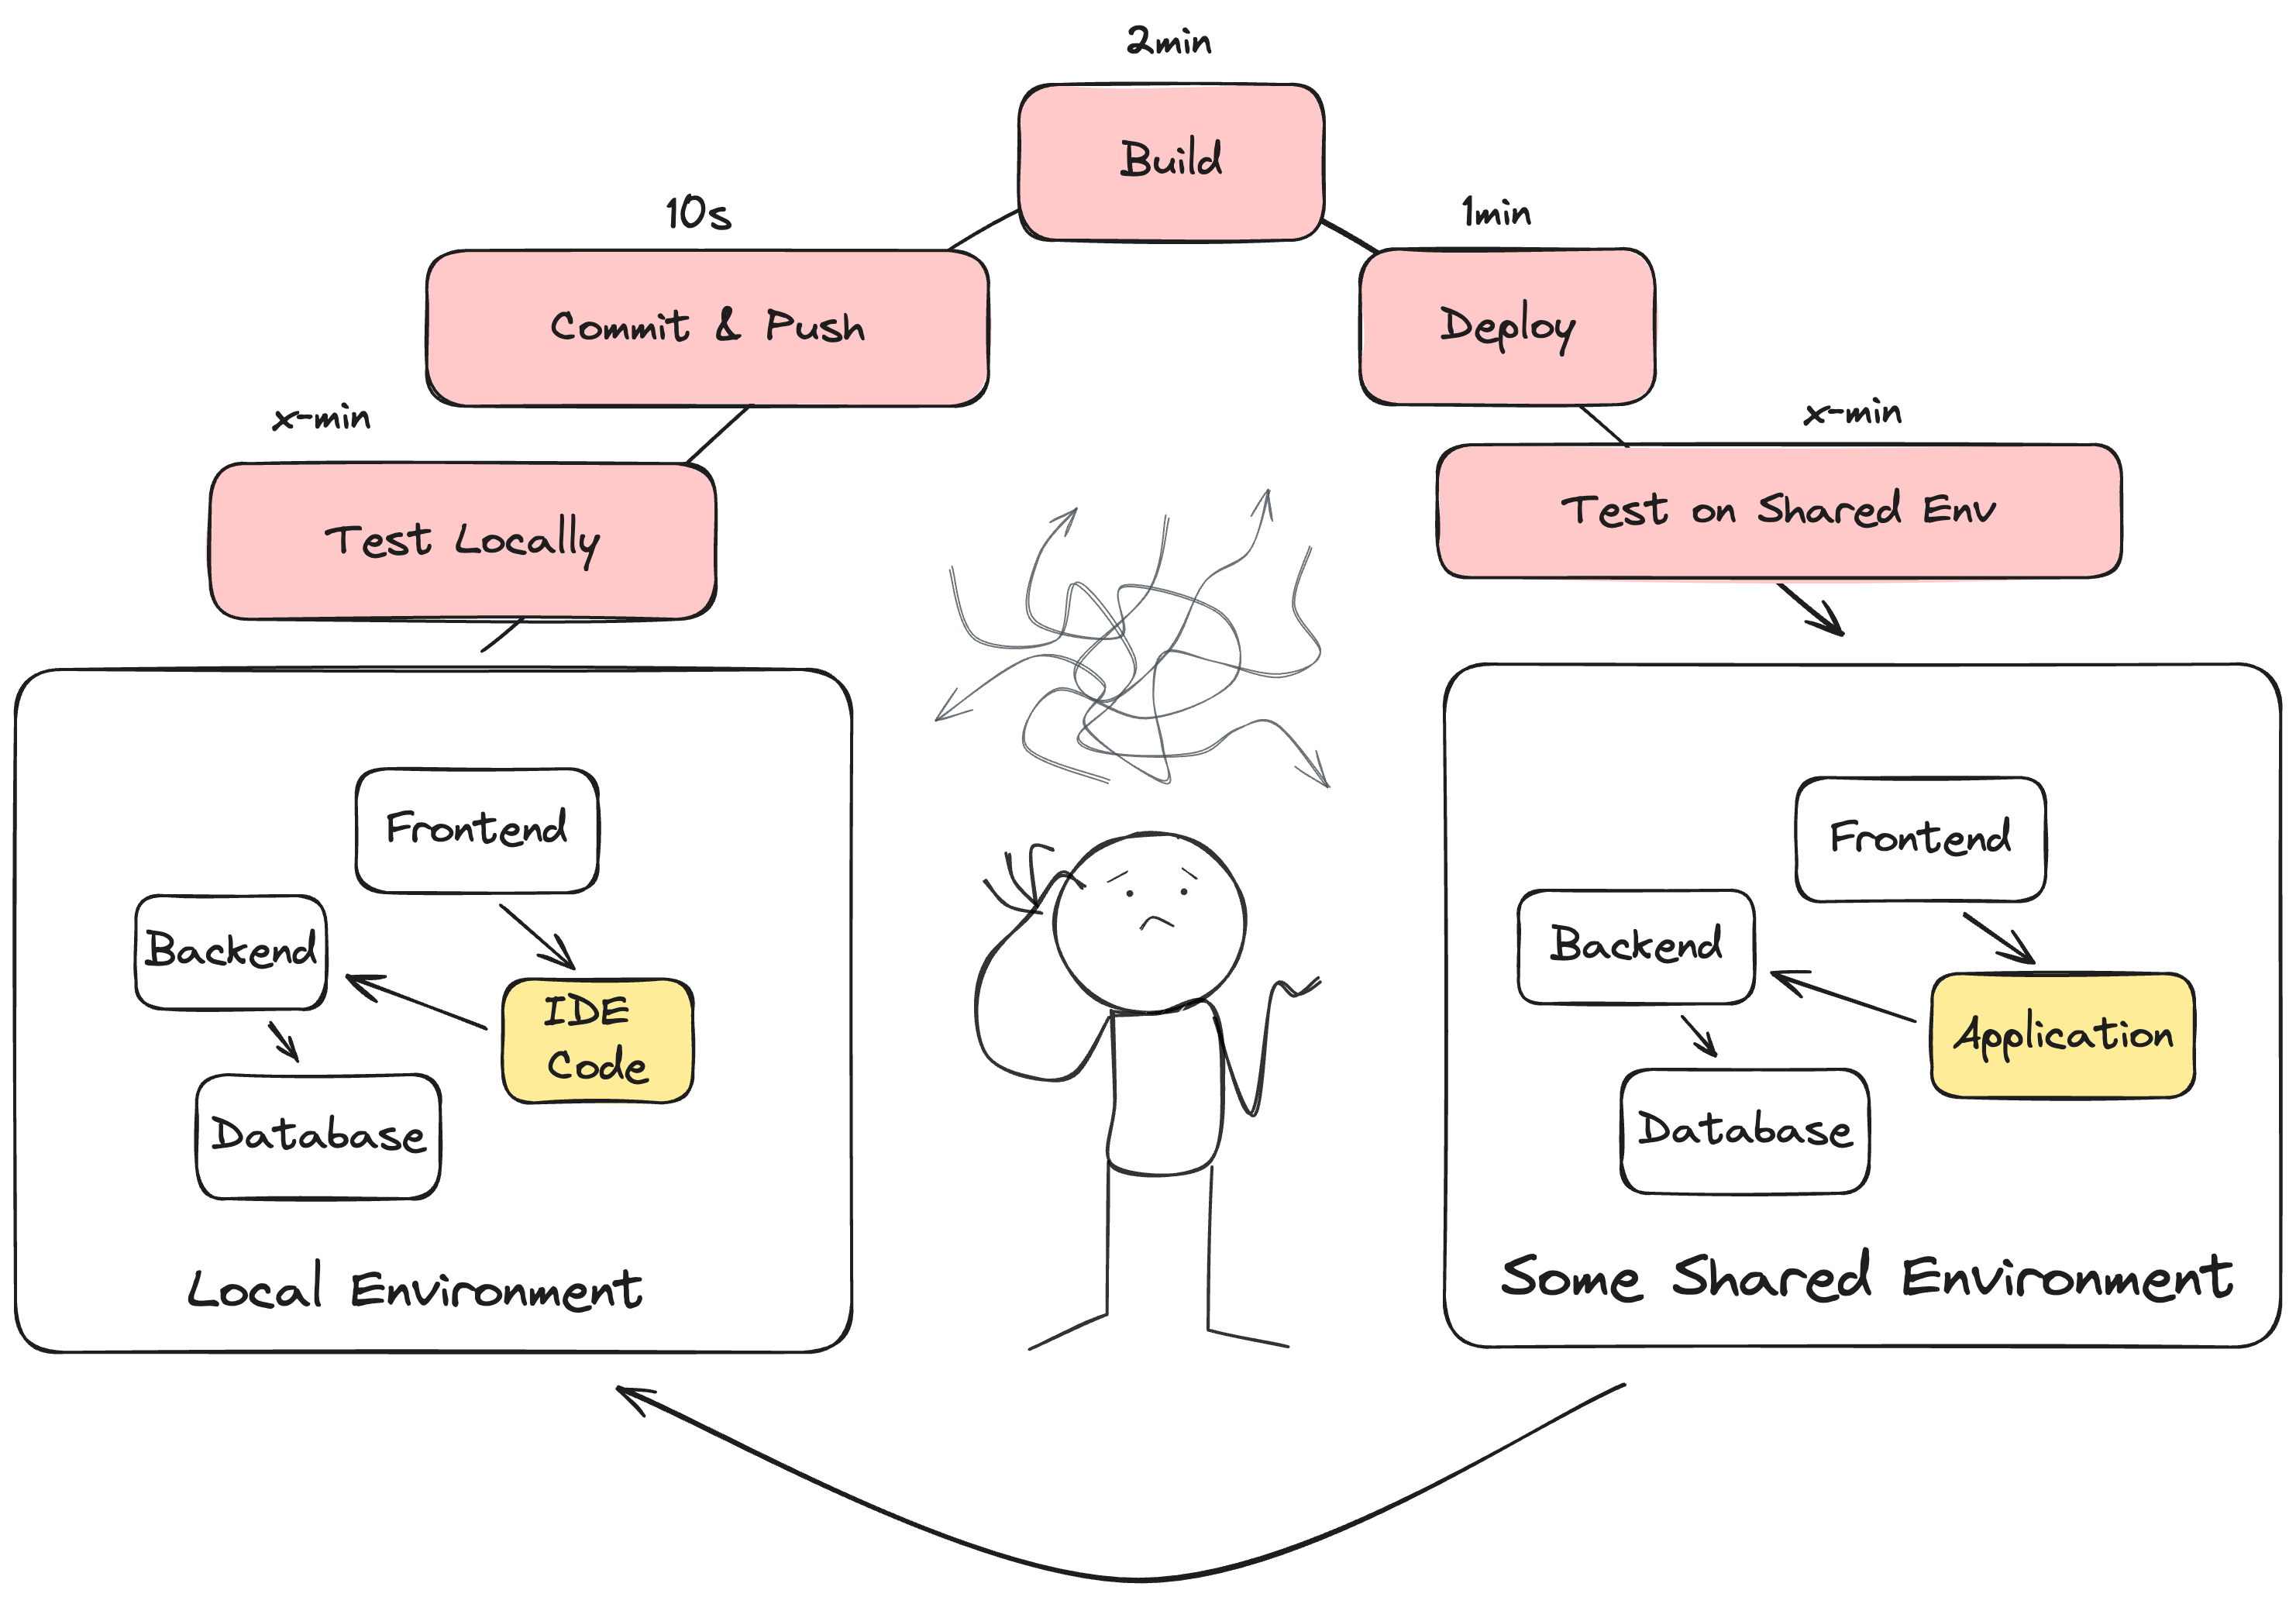 2min
Build
10s
Commit & Push
1min
Deploy
x-min
Test Locally
x-min
Test on Shared Env
Frontend
Backend
IDE
Code
Database
Local Environment
Frontend
Backend
Application
Database
Some Shared Environment